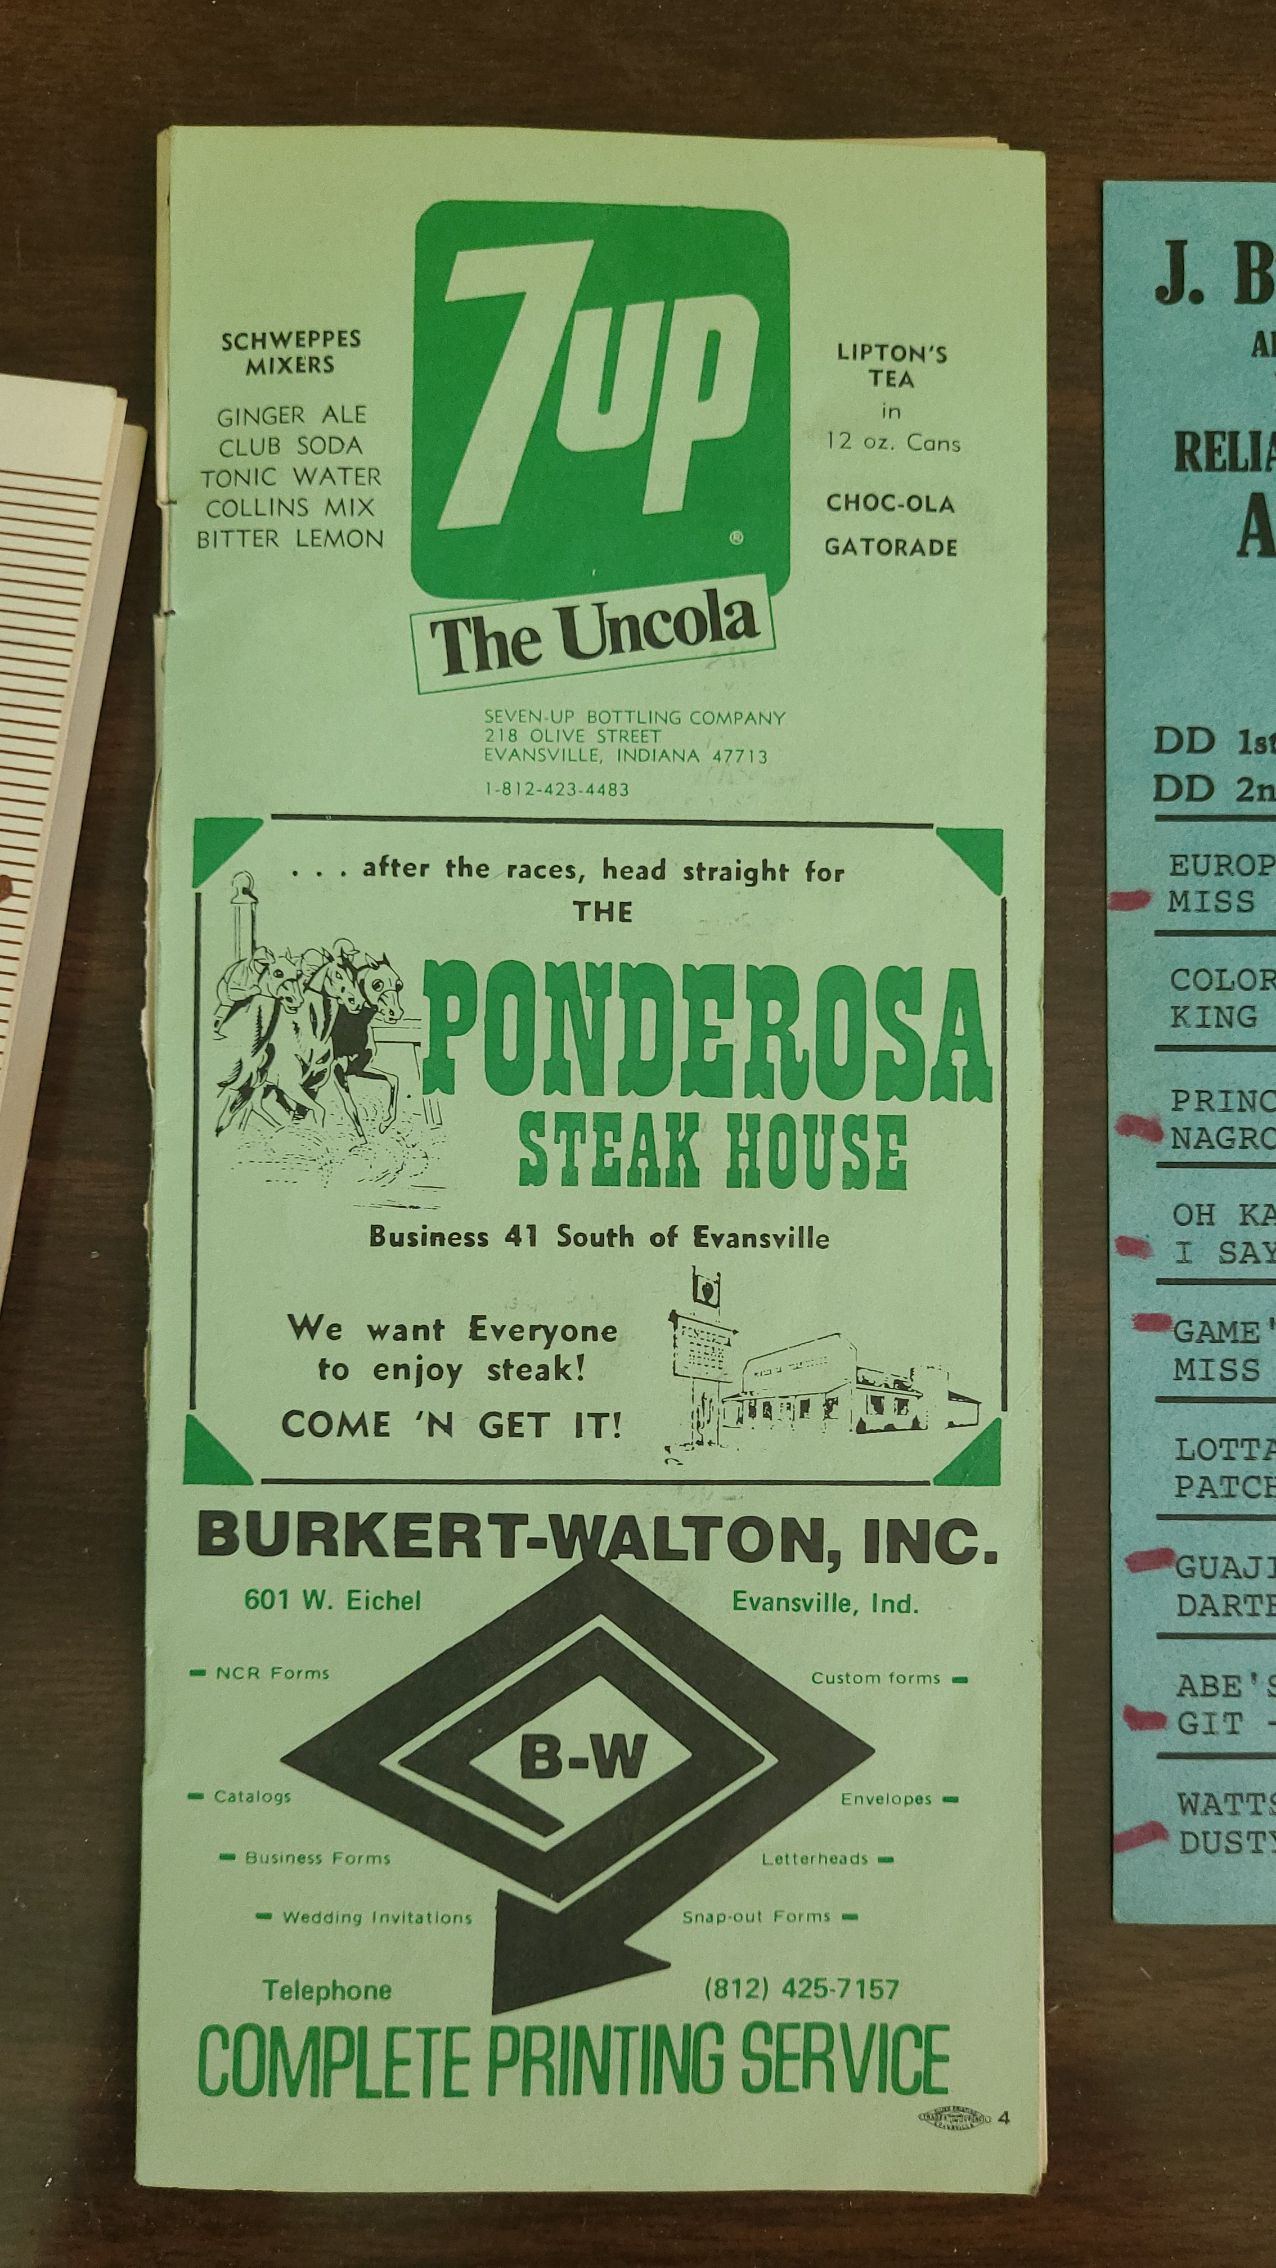 7up
®
The Uncola
SCHWEPPES
MIXERS
GINGER ALE
CLUB SODA
TONIC WATER
COLLINS MIX
BITTER LEMON
LIPTON'S
TEA
in
12 oz. Cans
CHOC-OLA
GATORADE
SEVEN-UP BOTTLING COMPANY
218 OLIVE STREET
EVANSVILLE, INDIANA 47713
1-812-423-4483
. . . after the races, head straight for
THE
PONDEROSA
STEAK HOUSE
Business 41 South of Evansville
We want Everyone
to enjoy steak!
COME 'N GET IT!
BURKERT-WALTON, INC.
601 W. Eichel
Evansville, Ind.
NCR Forms
Custom forms
B-W
Catalogs
Envelopes
Business Forms
Letterheads
Wedding Invitations
Snap-out Forms
Telephone
(812) 425-7157
COMPLETE PRINTING SERVICE
4
J. B
RELIA
A
DD 1st
DD 2n
EUROP
MISS
COLOR
KING
PRINC
NAGRO
OH KA
I SAY
GAME'
MISS
LOTTA
PATCH
GUAJI
DARTE
ABE'S
GIT -
WATTS
DUSTY